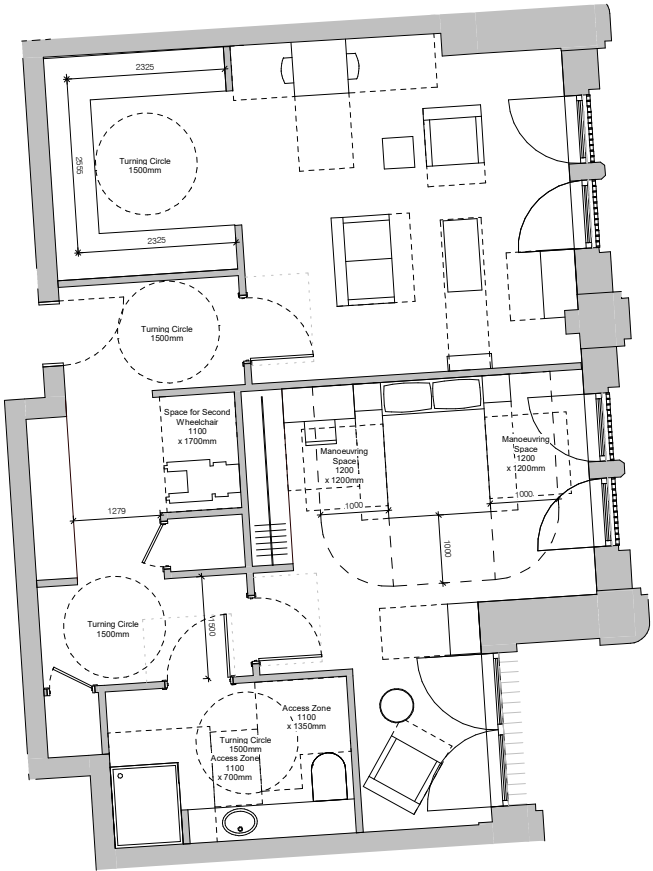 2325
Turning Circle
1500mm
2555
2325
Turning Circle
1500mm
Space for Second
Wheelchair
1100
x 1700mm
Manoeuvring
Space
1200
x 1200mm
Manoeuvring
Space
1200
x 1200mm
1000
1000
1279
1000
Turning Circle
1500mm
1500
Access Zone
1100
x 1350mm
Turning Circle
1500mm
Access Zone
1100
x 700mm